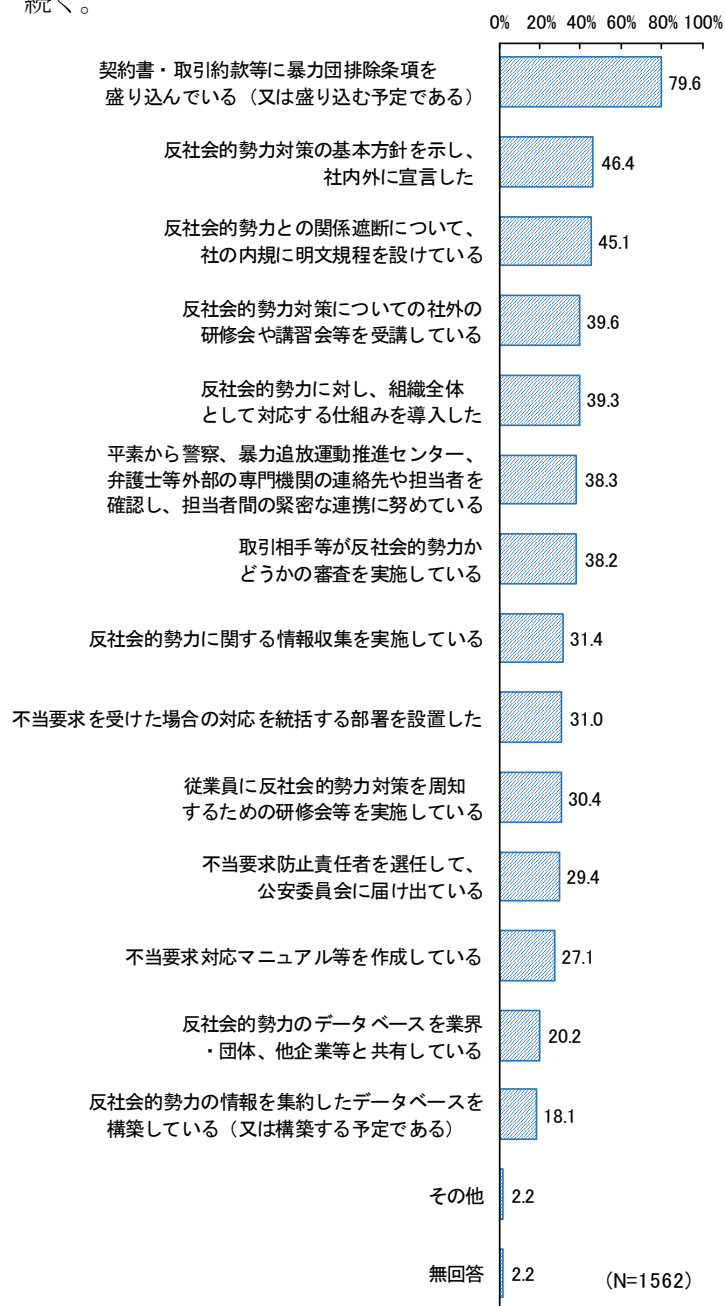 続く。
0% 20% 40% 60% 80% 100%
契約書・取引約款等に暴力団排除条項を
盛り込んでいる（又は盛り込む予定である）
79.6
反社会的勢力対策の基本方針を示し、
社内外に宣言した
46.4
反社会的勢力との関係遮断について、
社の内規に明文規程を設けている
45.1
反社会的勢力対策についての社外の
研修会や講習会等を受講している
39.6
反社会的勢力に対し、組織全体
として対応する仕組みを導入した
39.3
平素から警察、暴力追放運動推進センター、
弁護士等外部の専門機関の連絡先や担当者を
確認し、担当者間の緊密な連携に努めている
38.3
取引相手等が反社会的勢力か
どうかの審査を実施している
38.2
反社会的勢力に関する情報収集を実施している
31.4
不当要求を受けた場合の対応を統括する部署を設置した
31.0
従業員に反社会的勢力対策を周知
するための研修会等を実施している
30.4
不当要求防止責任者を選任して、
公安委員会に届け出ている
29.4
不当要求対応マニュアル等を作成している
27.1
反社会的勢力のデータベースを業界
・団体、他企業等と共有している
20.2
反社会的勢力の情報を集約したデータベースを
構築している（又は構築する予定である）
18.1
その他
2.2
無回答
2.2
(N=1562)